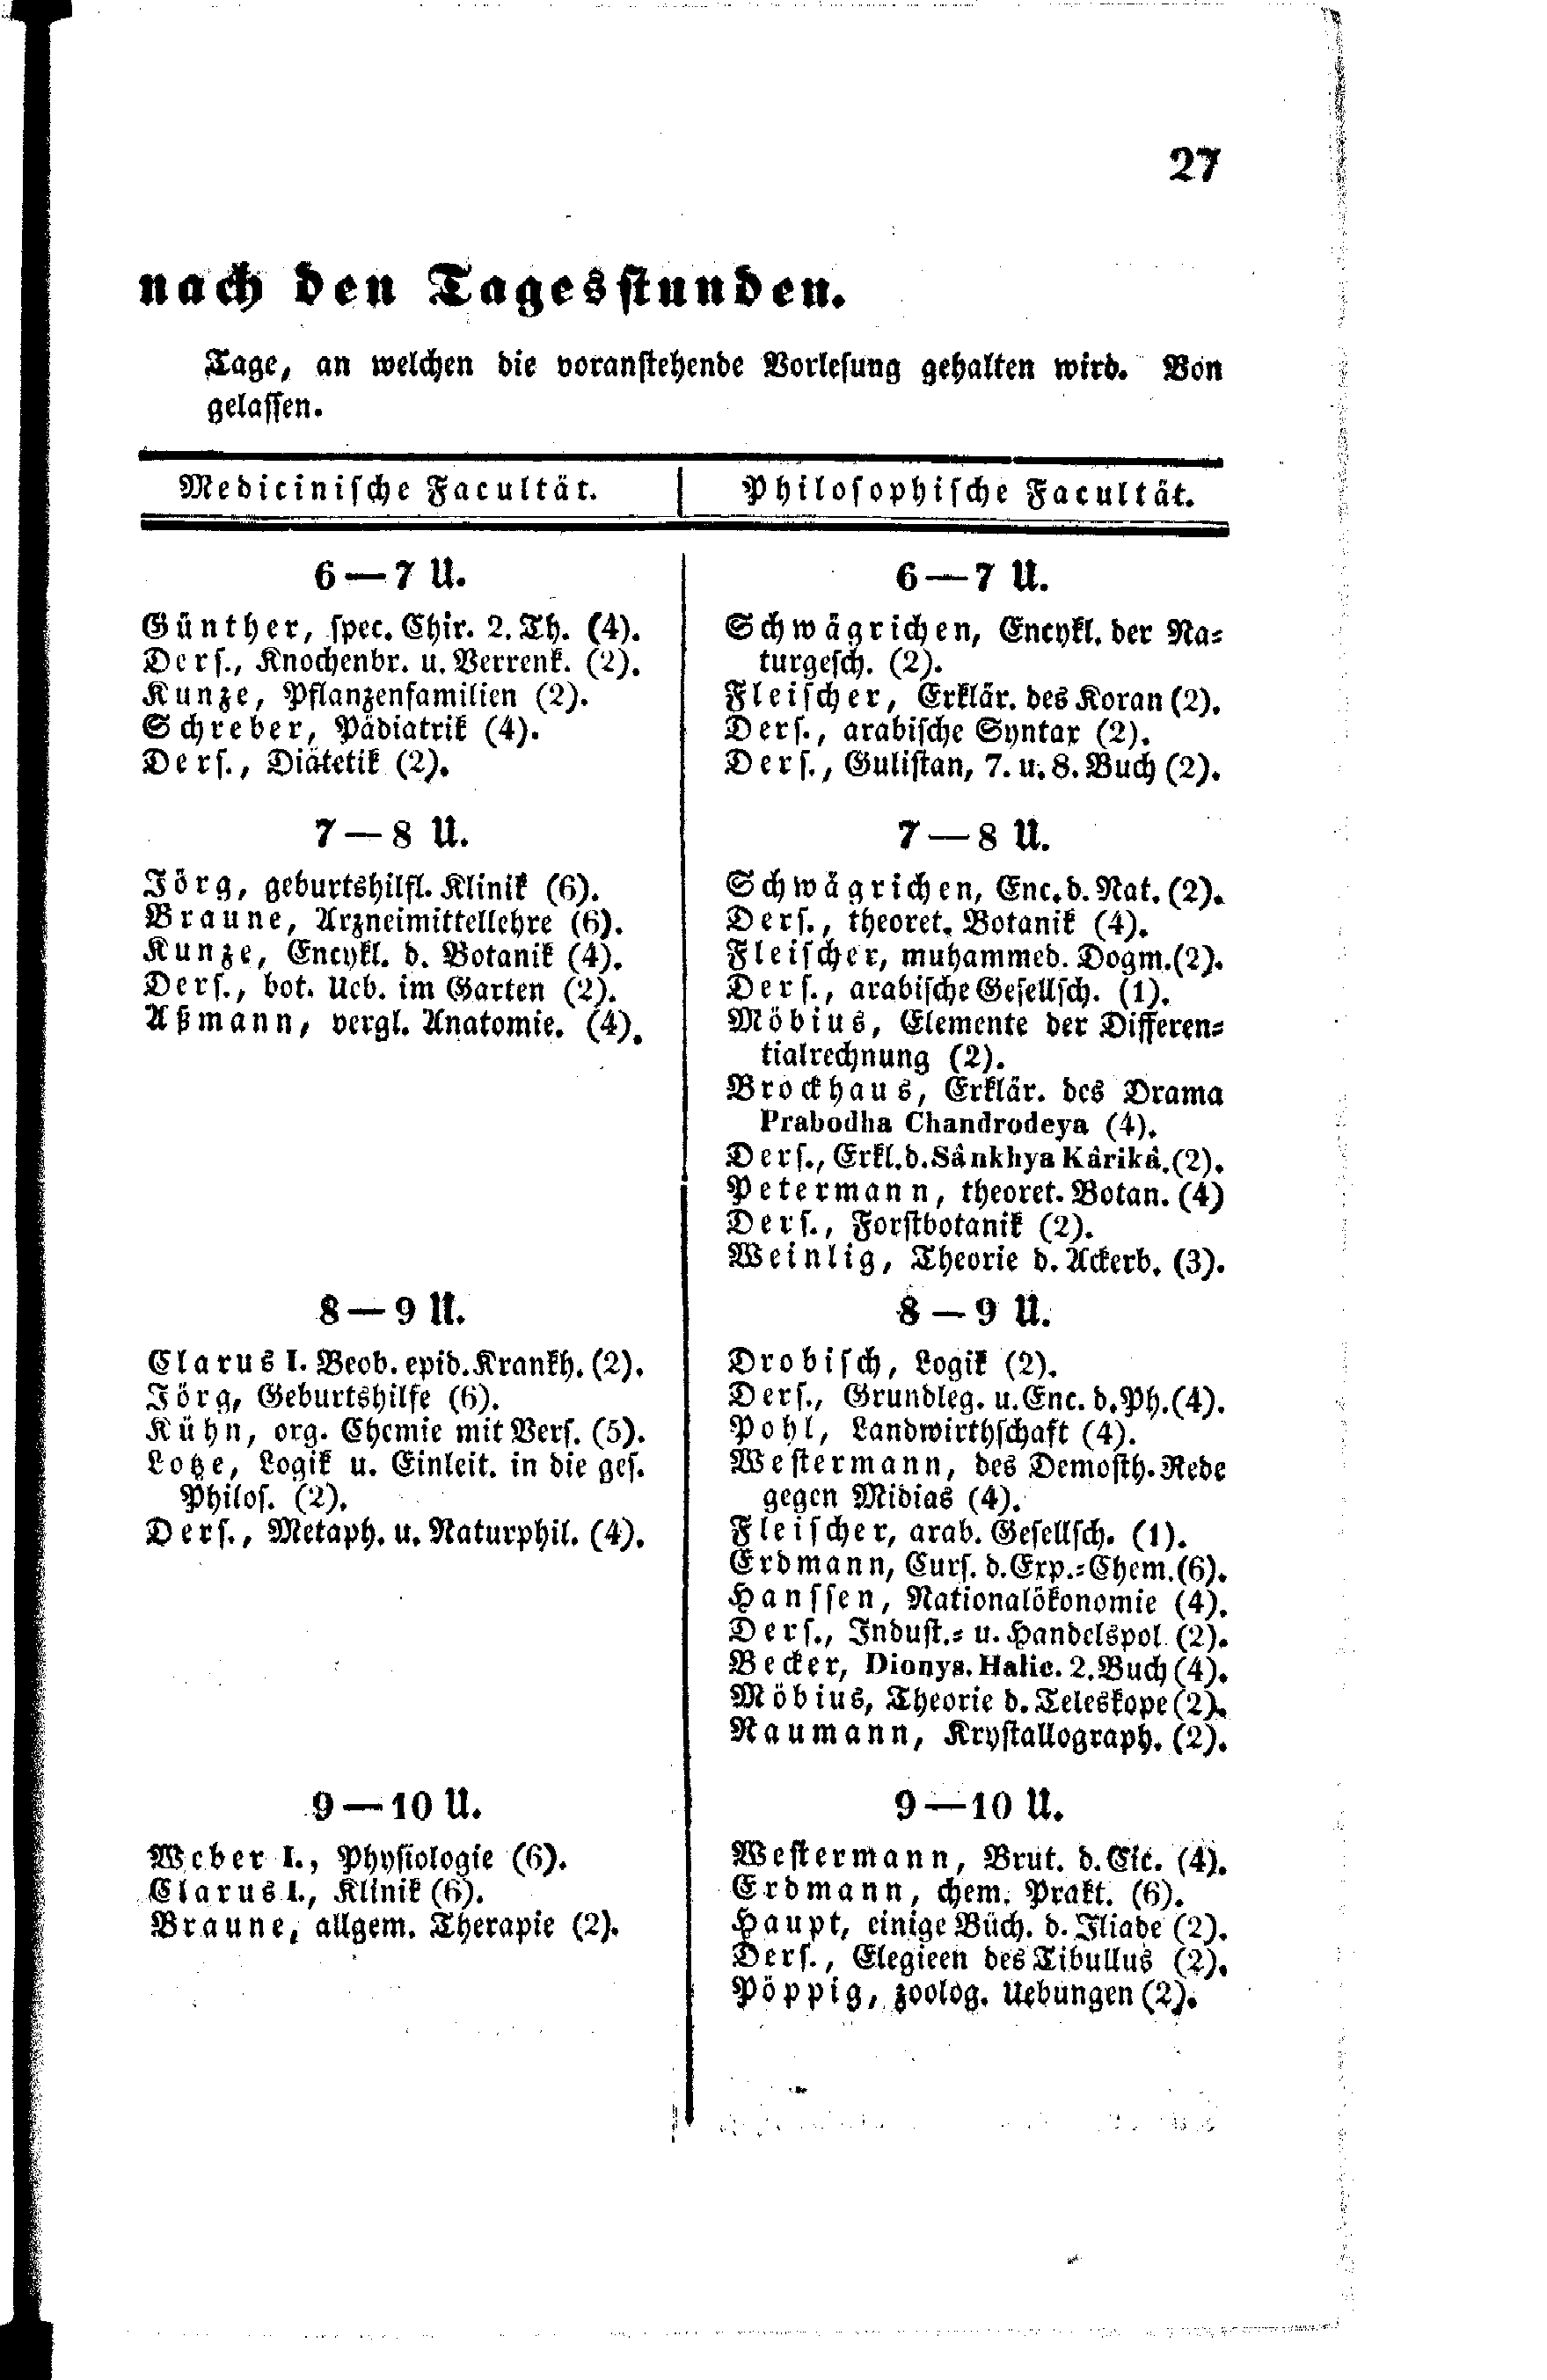 27
nach den Tagesstunden.
Tage, an welchen die voranstehende Vorlesung gehalten wird. Von
gelassen.
Medicinische Facultät.
6—7 U.
Günther, spec. Chir. 2. Th. (4).
Ders., Knochenbr. u. Verrenk. (2).
Kunze, Pflanzenfamilien (2).
Schreber, Pädiatrik (4).
Ders., Diätetik (2).
7—8 U.
Jörg, geburtshilfl. Klinik (6).
Braune, Arzneimittellehre (6).
Kunze, Encykl. d. Botanik (4).
Ders., bot. Ueb. im Garten (2).
Aßmann, vergl. Anatomie. (4).
8—9 U.
Clarus I. Beob. epid. Krankh. (2).
Jörg, Geburtshilfe (6).
Kühn, org. Chemie mit Vers. (5).
Lotze, Logik u. Einleit. in die ges.
Philos. (2).
Ders., Metaph. u. Naturphil. (4).
9—10 U.
Weber I., Physiologie (6).
Clarus I., Klinik (6).
Braune, allgem. Therapie (2).
Philosophische Facultät.
6—7 U.
Schwägrichen, Encykl. der Na-
turgesch. (2).
Fleischer, Erklär. des Koran (2).
Ders., arabische Syntax (2).
Ders., Gulistan, 7. u. 8. Buch (2).
7—8 U.
Schwägrichen, Enc. d. Nat. (2).
Ders., theoret. Botanik (4).
Fleischer, muhammed. Dogm. (2).
Ders., arabische Gesellsch. (1).
Möbius, Elemente der Differen-
tialrechnung (2).
Brockhaus, Erklär. des Drama
Prabodha Chandrodeya (4).
Ders., Erkl. d. Sânkhya Kârikâ. (2).
Petermann, theoret. Botan. (4)
Ders., Forstbotanik (2).
Weinlig, Theorie d. Ackerb. (3).
8—9 U.
Drobisch, Logik (2).
Ders., Grundleg. u. Enc. d. Ph. (4).
Pohl, Landwirthschaft (4).
Westermann, des Demosth. Rede
gegen Midias (4).
Fleischer, arab. Gesellsch. (1).
Erdmann, Curs. d. Exp.-Chem. (6).
Hanssen, Nationalökonomie (4).
Ders., Indust.- u. Handelspol. (2).
Becker, Dionys. Halic. 2. Buch (4).
Möbius, Theorie d. Teleskope (2).
Naumann, Krystallograph. (2).
9—10 U.
Westermann, Brut. d. Cic. (4).
Erdmann, chem. Prakt. (6).
Haupt, einige Büch. d. Iliade (2).
Ders., Elegieen des Tibullus (2).
Pöppig, zoolog. Uebungen (2).